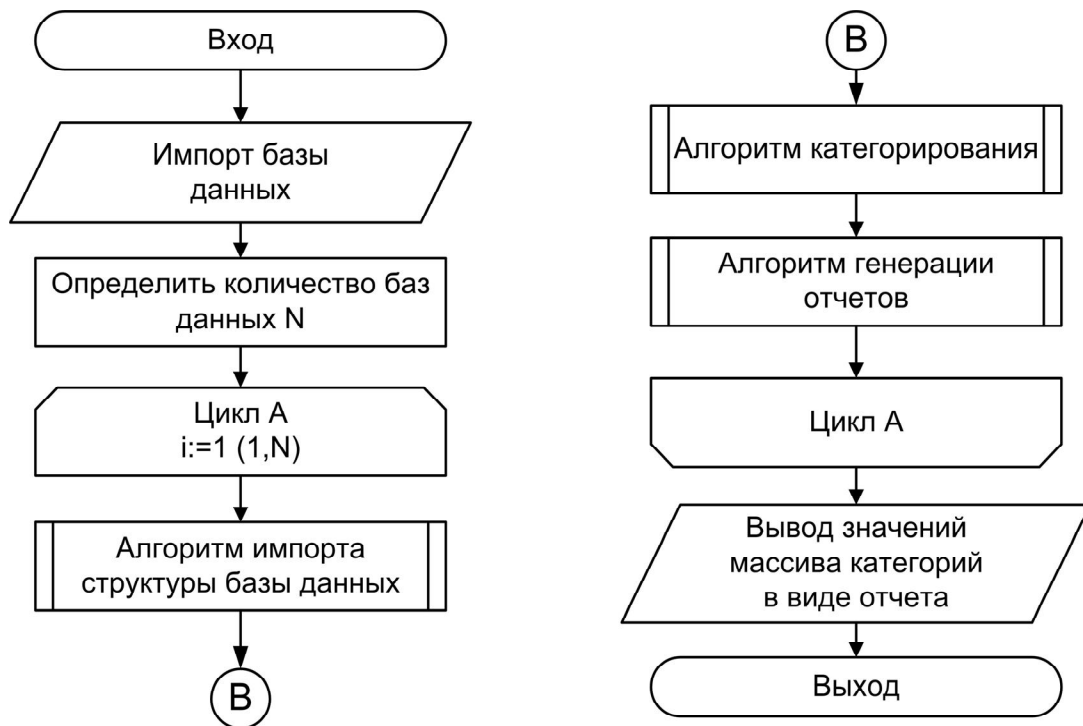 Вход
Импорт базы
данных
Определить количество баз
данных N
Цикл А
i:=1 (1,N)
Алгоритм импорта
структуры базы данных
В
В
Алгоритм категорирования
Алгоритм генерации
отчетов
Цикл А
Вывод значений
массива категорий
в виде отчета
Выход